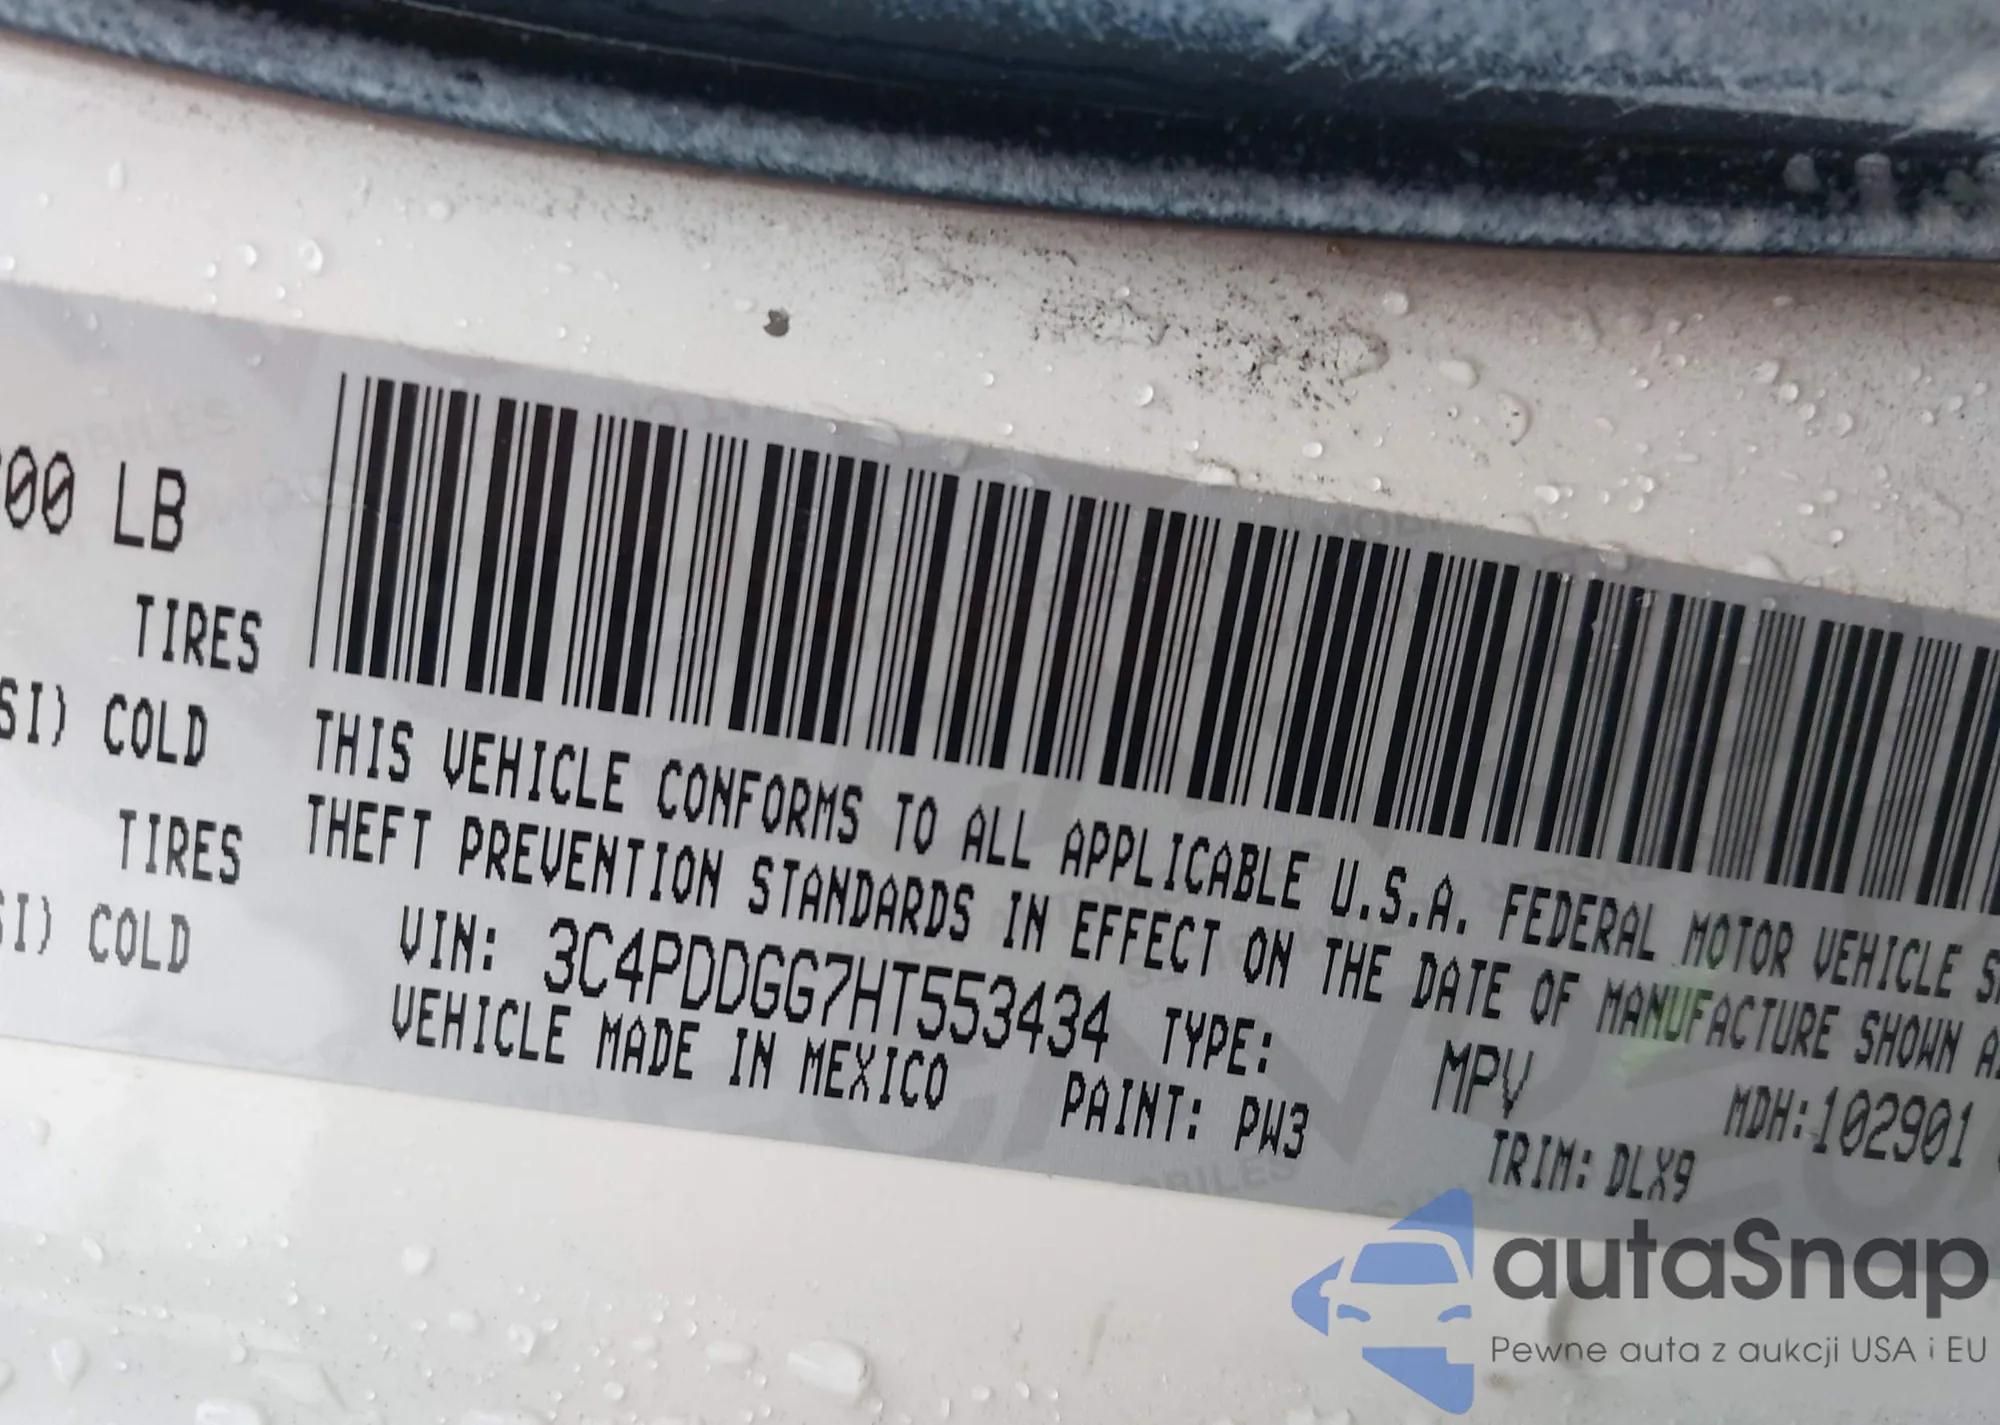 00 LB
TIRES
SI) COLD
TIRES
SI) COLD
THIS VEHICLE CONFORMS TO ALL APPLICABLE U.S.A. FEDERAL MOTOR VEHICLE
THEFT PREVENTION STANDARDS IN EFFECT ON THE DATE OF MANUFACTURE SHOWN
VIN: 3C4PDDGG7HT553434 TYPE: MPV MDH:102901
VEHICLE MADE IN MEXICO PAINT: PW3 TRIM: DLX9
autaSnap
Pewne auta z aukcji USA i EU